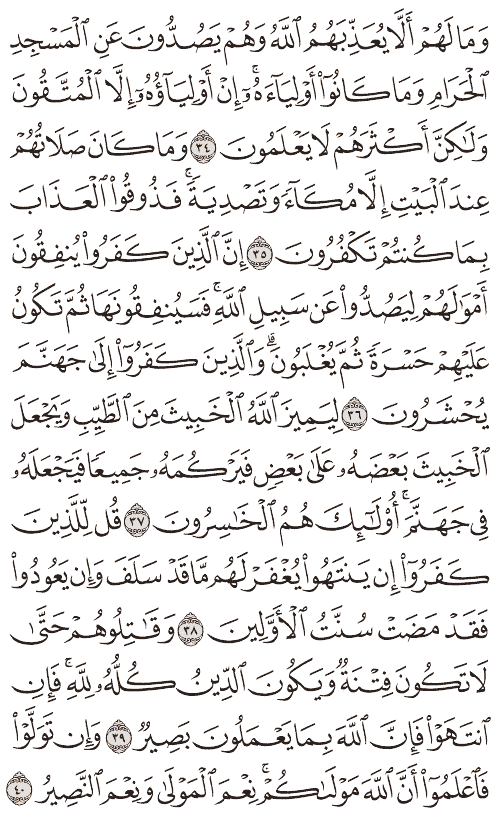 وَمَا لَهُمْ أَلَّا يُعَذِّبَهُمُ ٱللَّهُ وَهُمْ يَصُدُّونَ عَنِ ٱلْمَسْجِدِ
ٱلْحَرَامِ وَمَا كَانُوٓا۟ أَوْلِيَآءَهُۥٓ ۚ إِنْ أَوْلِيَآؤُهُۥٓ إِلَّا ٱلْمُتَّقُونَ
وَلَـٰكِنَّ أَكْثَرَهُمْ لَا يَعْلَمُونَ ٣٤ وَمَا كَانَ صَلَاتُهُمْ
عِندَ ٱلْبَيْتِ إِلَّا مُكَآءً وَتَصْدِيَةً ۚ فَذُوقُوا۟ ٱلْعَذَابَ
بِمَا كُنتُمْ تَكْفُرُونَ ٣٥ إِنَّ ٱلَّذِينَ كَفَرُوا۟ يُنفِقُونَ
أَمْوَٰلَهُمْ لِيَصُدُّوا۟ عَن سَبِيلِ ٱللَّهِ ۚ فَسَيُنفِقُونَهَا ثُمَّ تَكُونُ
عَلَيْهِمْ حَسْرَةً ثُمَّ يُغْلَبُونَ ۗ وَٱلَّذِينَ كَفَرُوٓا۟ إِلَىٰ جَهَنَّمَ
يُحْشَرُونَ ٣٦ لِيَمِيزَ ٱللَّهُ ٱلْخَبِيثَ مِنَ ٱلطَّيِّبِ وَيَجْعَلَ
ٱلْخَبِيثَ بَعْضَهُۥ عَلَىٰ بَعْضٍ فَيَرْكُمَهُۥ جَمِيعًا فَيَجْعَلَهُۥ
فِى جَهَنَّمَ ۚ أُو۟لَـٰٓئِكَ هُمُ ٱلْخَـٰسِرُونَ ٣٧ قُل لِّلَّذِينَ
كَفَرُوٓا۟ إِن يَنتَهُوا۟ يُغْفَرْ لَهُم مَّا قَدْ سَلَفَ وَإِن يَعُودُوا۟
فَقَدْ مَضَتْ سُنَّتُ ٱلْأَوَّلِينَ ٣٨ وَقَـٰتِلُوهُمْ حَتَّىٰ
لَا تَكُونَ فِتْنَةٌ وَيَكُونَ ٱلدِّينُ كُلُّهُۥ لِلَّهِ ۚ فَإِنِ
ٱنتَهَوْا۟ فَإِنَّ ٱللَّهَ بِمَا يَعْمَلُونَ بَصِيرٌ ٣٩ وَإِن تَوَلَّوْا۟
فَٱعْلَمُوٓا۟ أَنَّ ٱللَّهَ مَوْلَىٰكُمْ ۚ نِعْمَ ٱلْمَوْلَىٰ وَنِعْمَ ٱلنَّصِيرُ ٤٠